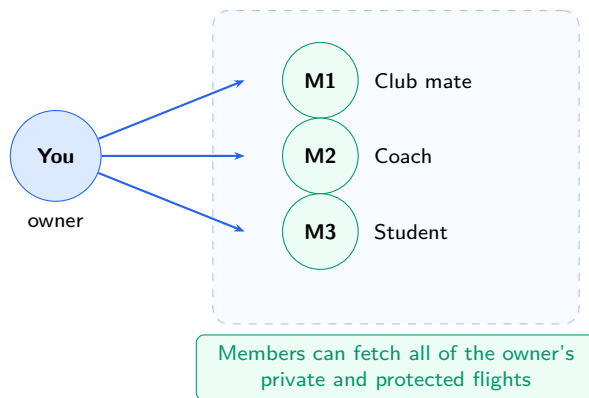 M1 Club mate
You
M2 Coach
owner
M3 Student
Members can fetch all of the owner's
private and protected flights